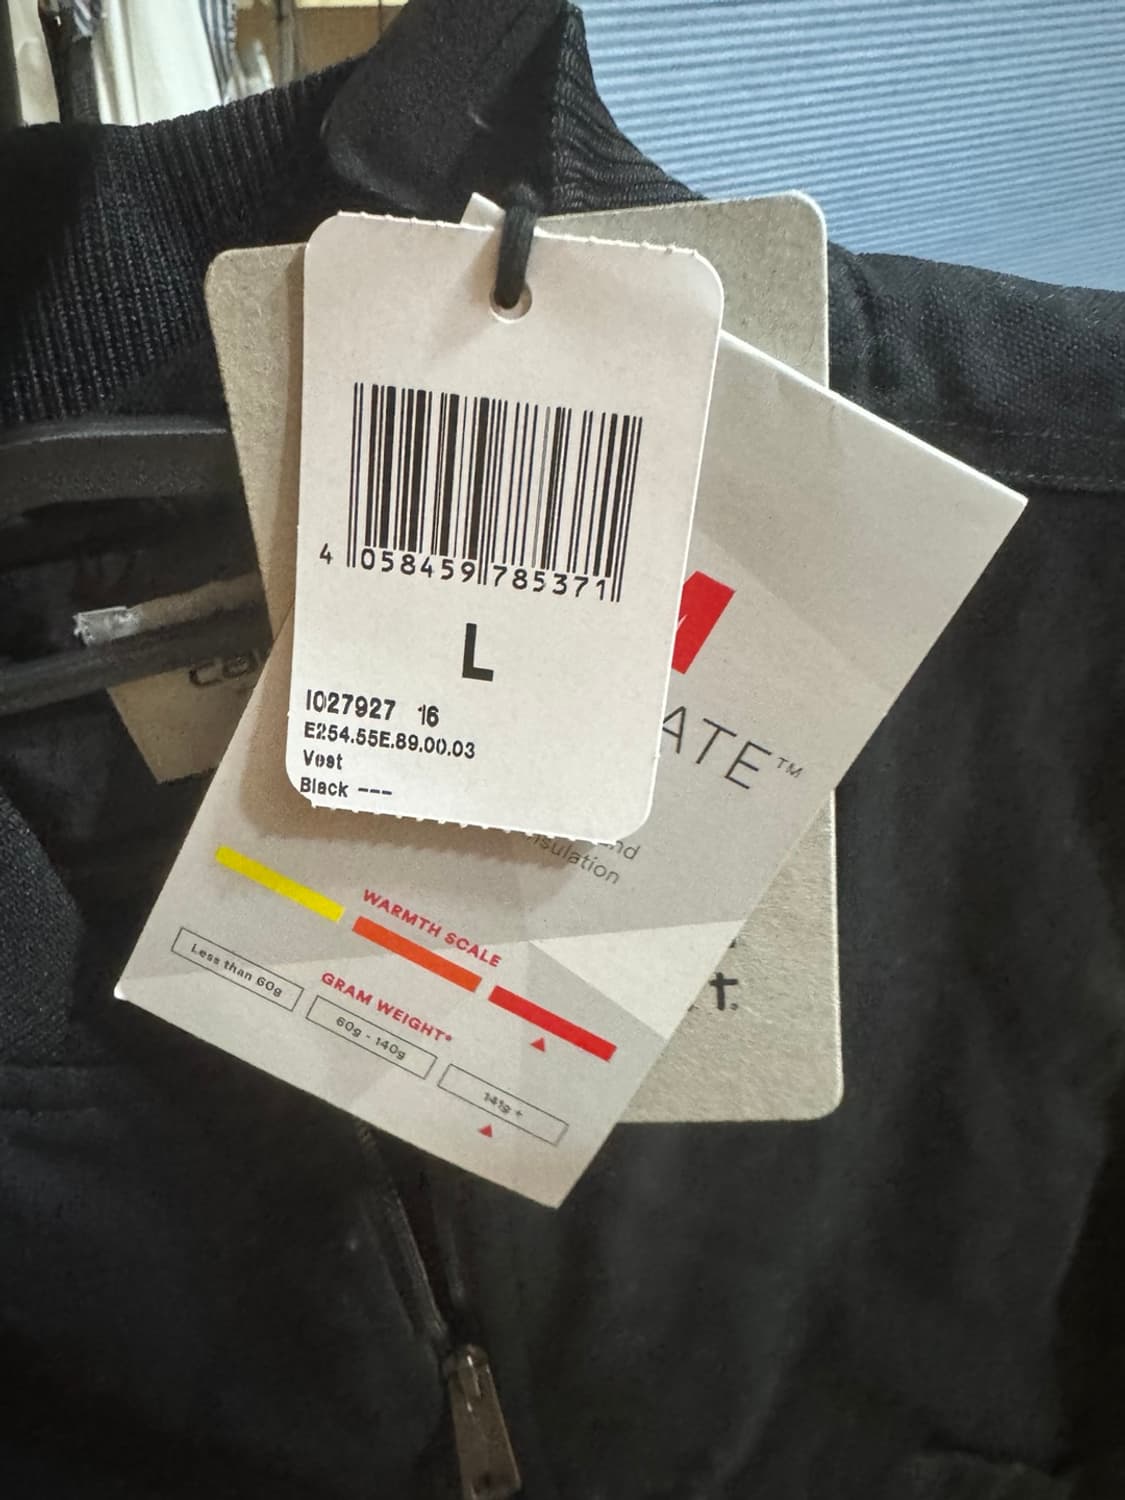 4 058459 785371
L
I027927 16
E254.55E.89.00.03
Vest
Black ---
ATE™
nd
nsulation
WARMTH SCALE
GRAM WEIGHT*
Less than 60g
60g - 140g
141g +
t.